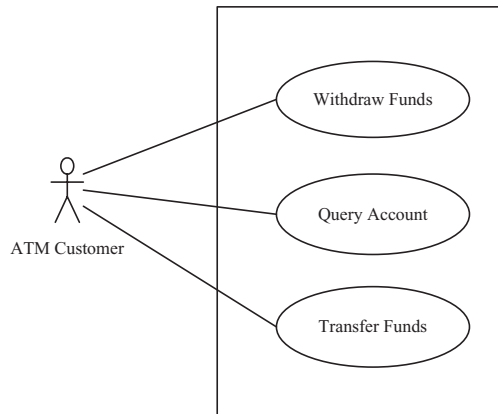 Withdraw Funds
Query Account
ATM Customer
Transfer Funds